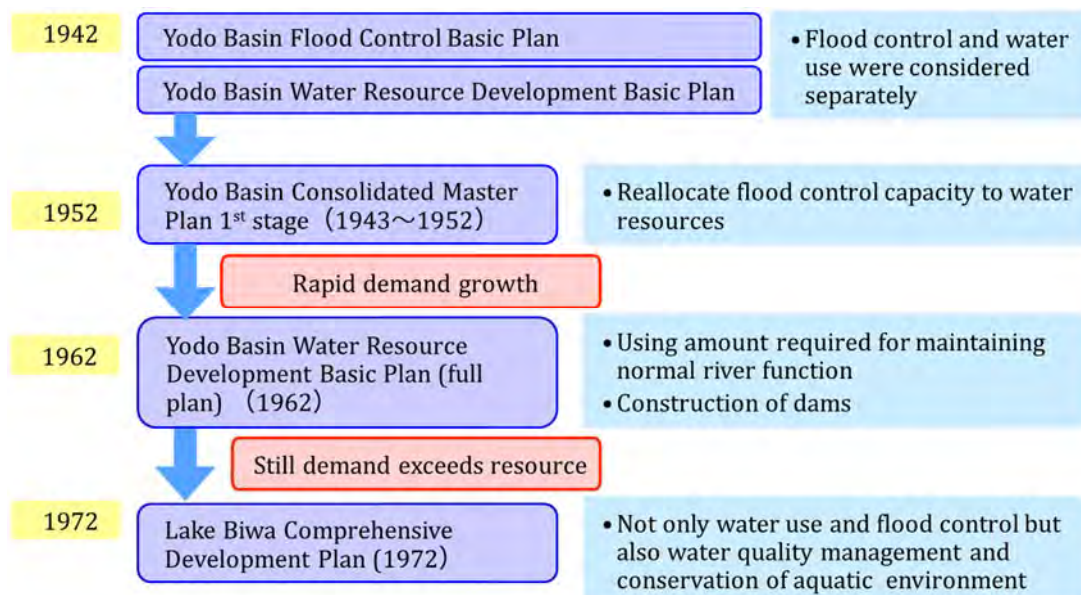 1942
Yodo Basin Flood Control Basic Plan
Yodo Basin Water Resource Development Basic Plan
• Flood control and water
use were considered
separately
1952
Yodo Basin Consolidated Master
Plan 1st stage（1943～1952）
• Reallocate flood control capacity to water
resources
Rapid demand growth
1962
Yodo Basin Water Resource
Development Basic Plan (full
plan) （1962）
• Using amount required for maintaining
normal river function
• Construction of dams
Still demand exceeds resource
1972
Lake Biwa Comprehensive
Development Plan (1972)
• Not only water use and flood control but
also water quality management and
conservation of aquatic environment